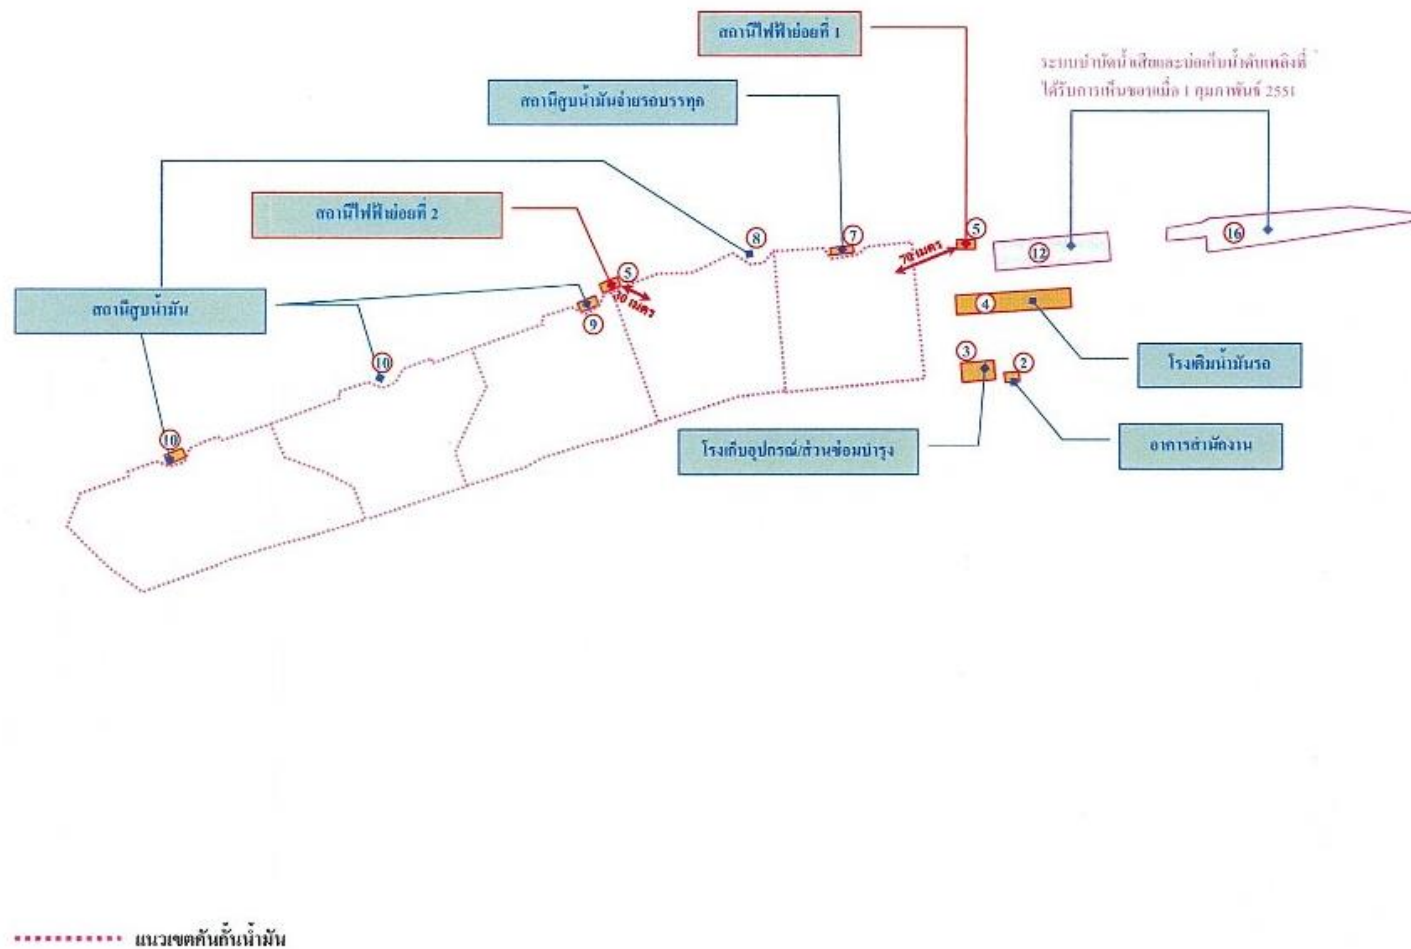 สถานีไฟฟ้าย่อยที่ 1
ระบบบำบัดน้ำเสียและบ่อเก็บน้ำดับเพลิงที่
ได้รับการเห็นชอบเมื่อ 1 กุมภาพันธ์ 2551
สถานีสูบน้ำมันจ่ายรถบรรทุก
สถานีไฟฟ้าย่อยที่ 2
8
7
5
70 เมตร
12
16
5
เมตร
สถานีสูบน้ำมัน
9
4
10
3
2
โรงเติมน้ำมันรถ
10
โรงเก็บอุปกรณ์/ส่วนซ่อมบำรุง
อาคารสำนักงาน
แนวเขตคันกั้นน้ำมัน